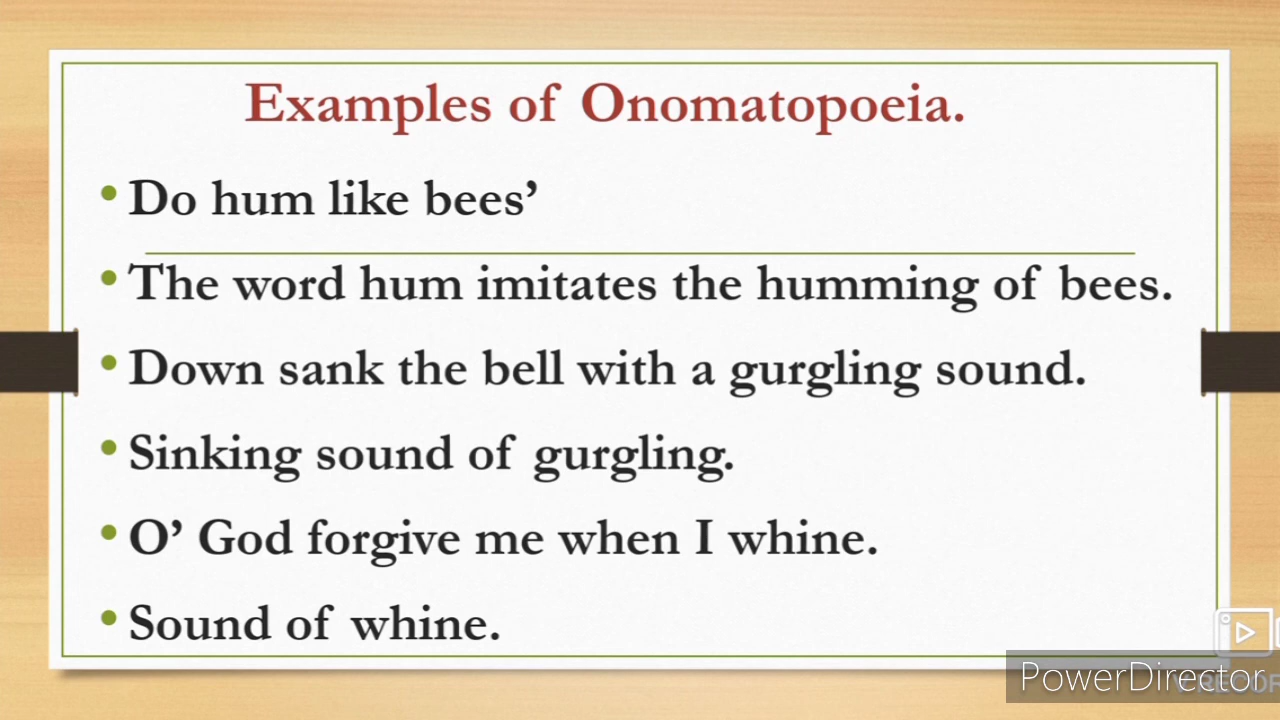 Examples of Onomatopoeia.
• Do hum like bees’
• The word hum imitates the humming of bees.
• Down sank the bell with a gurgling sound.
• Sinking sound of gurgling.
• O’ God forgive me when I whine.
• Sound of whine.
PowerDirector